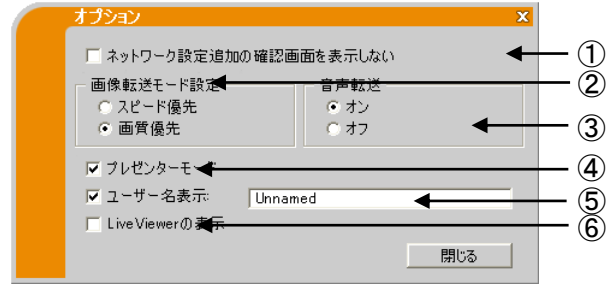 オプション
ネットワーク設定追加の確認画面を表示しない ①
画像転送モード設定 ②
スピード優先
画質優先
音声転送
オン
オフ ③
プレゼンターモード ④
ユーザー名表示: Unnamed ⑤
LiveViewerの表示 ⑥
閉じる